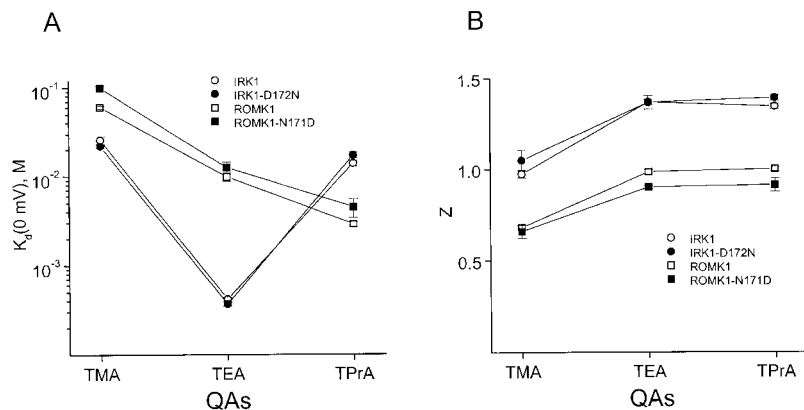 A
K_d(0 mV), M
10⁻¹
10⁻²
10⁻³
IRK1
IRK1-D172N
ROMK1
ROMK1-N171D
TMA TEA TPrA
QAs
B
Z
1.5
1.0
0.5
IRK1
IRK1-D172N
ROMK1
ROMK1-N171D
TMA TEA TPrA
QAs